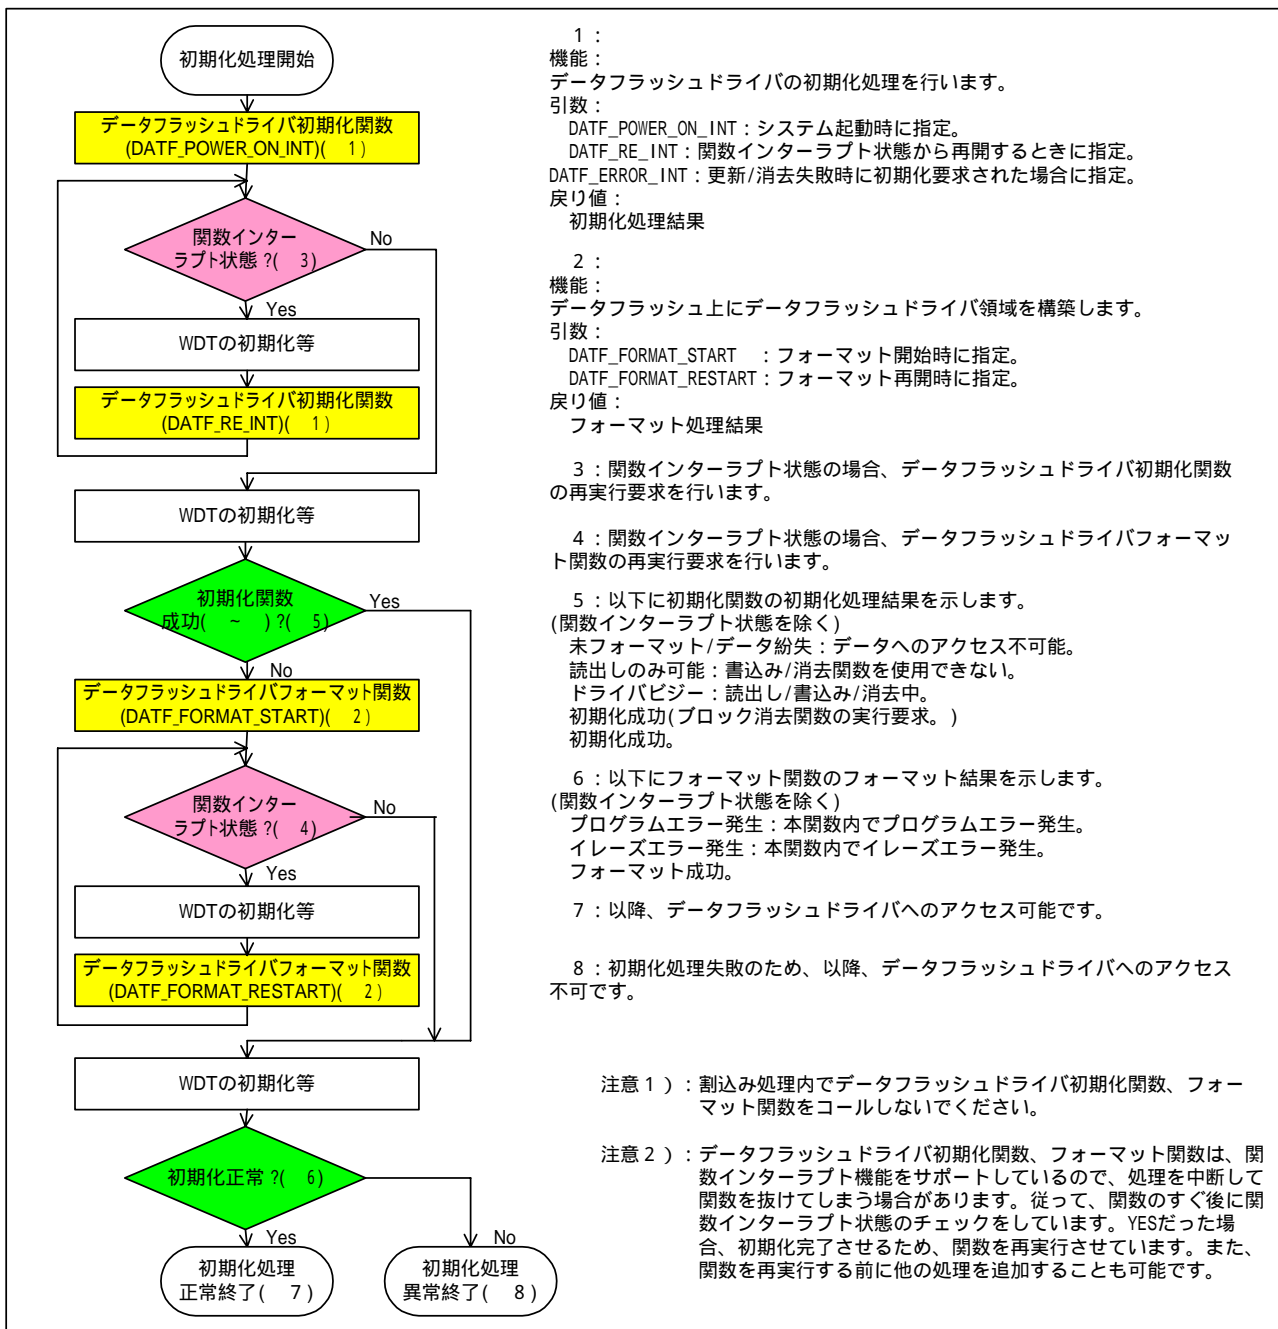 初期化処理開始
データフラッシュドライバ初期化関数
(DATF_POWER_ON_INT)(　1)
関数インター
ラプト状態 ?(　3)
No
Yes
WDTの初期化等
データフラッシュドライバ初期化関数
(DATF_RE_INT)(　1)
WDTの初期化等
初期化関数
成功(　~　) ?(　5)
Yes
No
データフラッシュドライバフォーマット関数
(DATF_FORMAT_START)(　2)
関数インター
ラプト状態 ?(　4)
No
Yes
WDTの初期化等
データフラッシュドライバフォーマット関数
(DATF_FORMAT_RESTART)(　2)
WDTの初期化等
初期化正常 ?(　6)
Yes
No
初期化処理
正常終了(　7)
初期化処理
異常終了(　8)
1：
機能：
データフラッシュドライバの初期化処理を行います。
引数：
DATF_POWER_ON_INT：システム起動時に指定。
DATF_RE_INT：関数インターラプト状態から再開するときに指定。
DATF_ERROR_INT：更新/消去失敗時に初期化要求された場合に指定。
戻り値：
初期化処理結果
2：
機能：
データフラッシュ上にデータフラッシュドライバ領域を構築します。
引数：
DATF_FORMAT_START　：フォーマット開始時に指定。
DATF_FORMAT_RESTART：フォーマット再開時に指定。
戻り値：
フォーマット処理結果
3：関数インターラプト状態の場合、データフラッシュドライバ初期化関数
の再実行要求を行います。
4：関数インターラプト状態の場合、データフラッシュドライバフォーマッ
ト関数の再実行要求を行います。
5：以下に初期化関数の初期化処理結果を示します。
(関数インターラプト状態を除く)
未フォーマット/データ紛失：データへのアクセス不可能。
読出しのみ可能：書込み/消去関数を使用できない。
ドライバビジー：読出し/書込み/消去中。
初期化成功(ブロック消去関数の実行要求。)
初期化成功。
6：以下にフォーマット関数のフォーマット結果を示します。
(関数インターラプト状態を除く)
プログラムエラー発生：本関数内でプログラムエラー発生。
イレーズエラー発生：本関数内でイレーズエラー発生。
フォーマット成功。
7：以降、データフラッシュドライバへのアクセス可能です。
8：初期化処理失敗のため、以降、データフラッシュドライバへのアクセス
不可です。
注意1）：割込み処理内でデータフラッシュドライバ初期化関数、フォー
マット関数をコールしないでください。
注意2）：データフラッシュドライバ初期化関数、フォーマット関数は、関
数インターラプト機能をサポートしているので、処理を中断して
関数を抜けてしまう場合があります。従って、関数のすぐ後に関
数インターラプト状態のチェックをしています。YESだった場
合、初期化完了させるため、関数を再実行させています。また、
関数を再実行する前に他の処理を追加することも可能です。